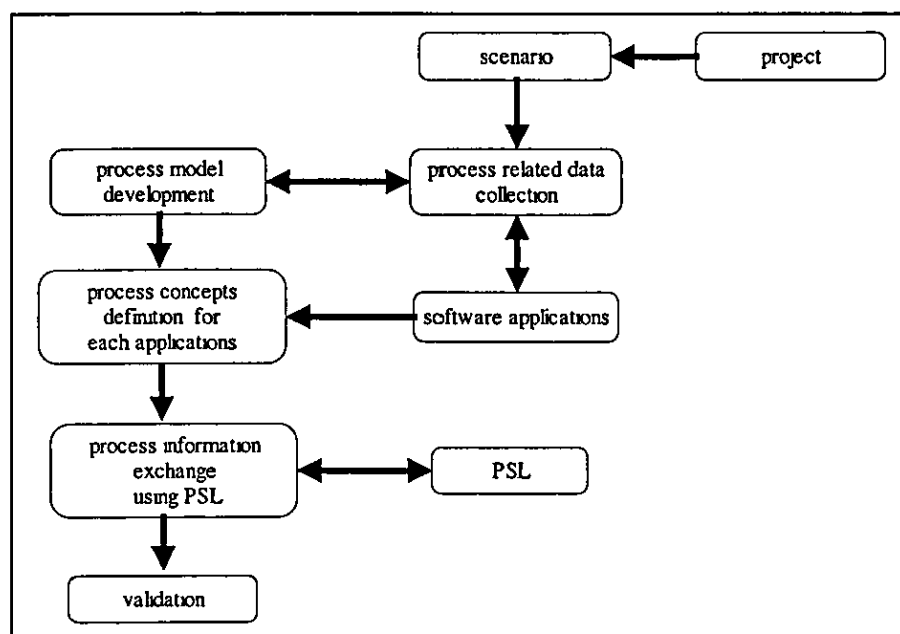 scenario
project
process model
development
process related data
collection
process concepts
definition for
each applications
software applications
process information
exchange
using PSL
PSL
validation